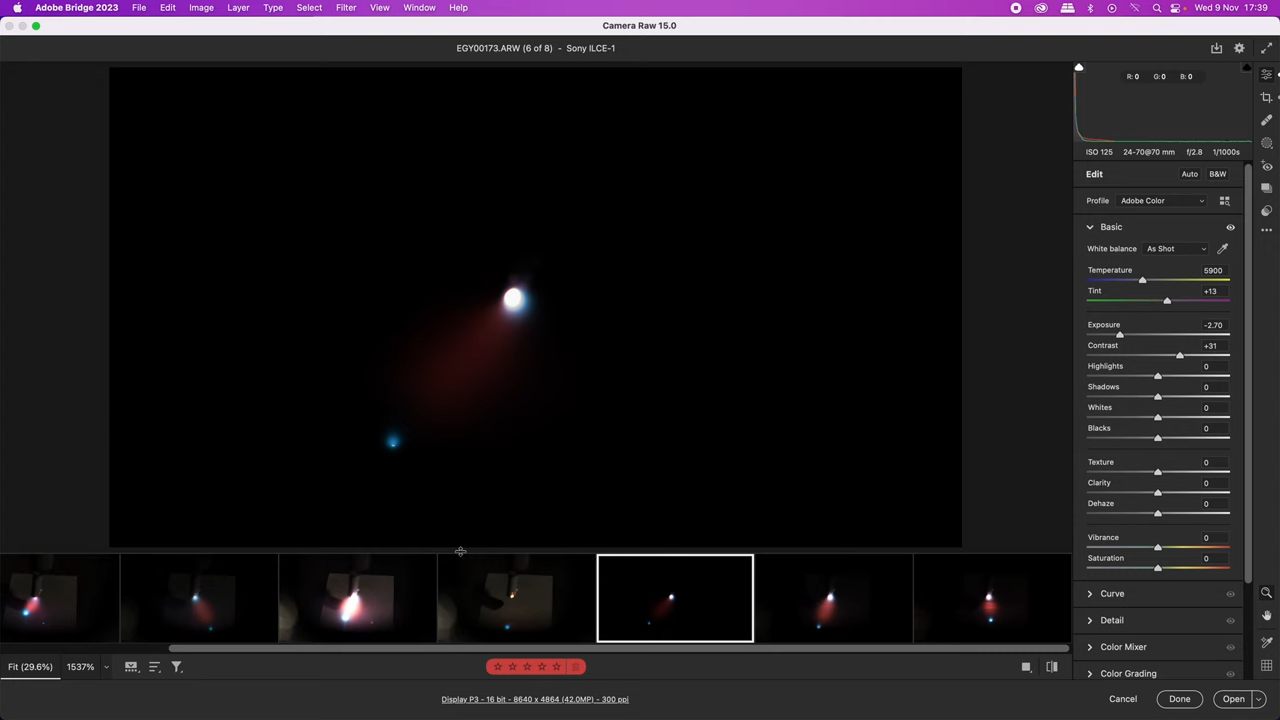 Adobe Bridge 2023 File Edit Image Layer Type Select Filter View Window Help Wed 9 Nov 17:39
Camera Raw 15.0
EGY00173.ARW (6 of 8) - Sony ILCE-1
R: 0 G: 0 B: 0
ISO 125 24-70@70 mm f/2.8 1/1000s
Edit Auto B&W
Profile Adobe Color
Basic
White balance As Shot
Temperature 5900
Tint +13
Exposure -2.70
Contrast +31
Highlights 0
Shadows 0
Whites 0
Blacks 0
Texture 0
Clarity 0
Dehaze 0
Vibrance 0
Saturation 0
Curve
Detail
Color Mixer
Color Grading
Fit (29.6%) 1537%
Display P3 - 16 bit - 8640 x 4864 (42.0MP) - 300 ppi
Cancel Done Open